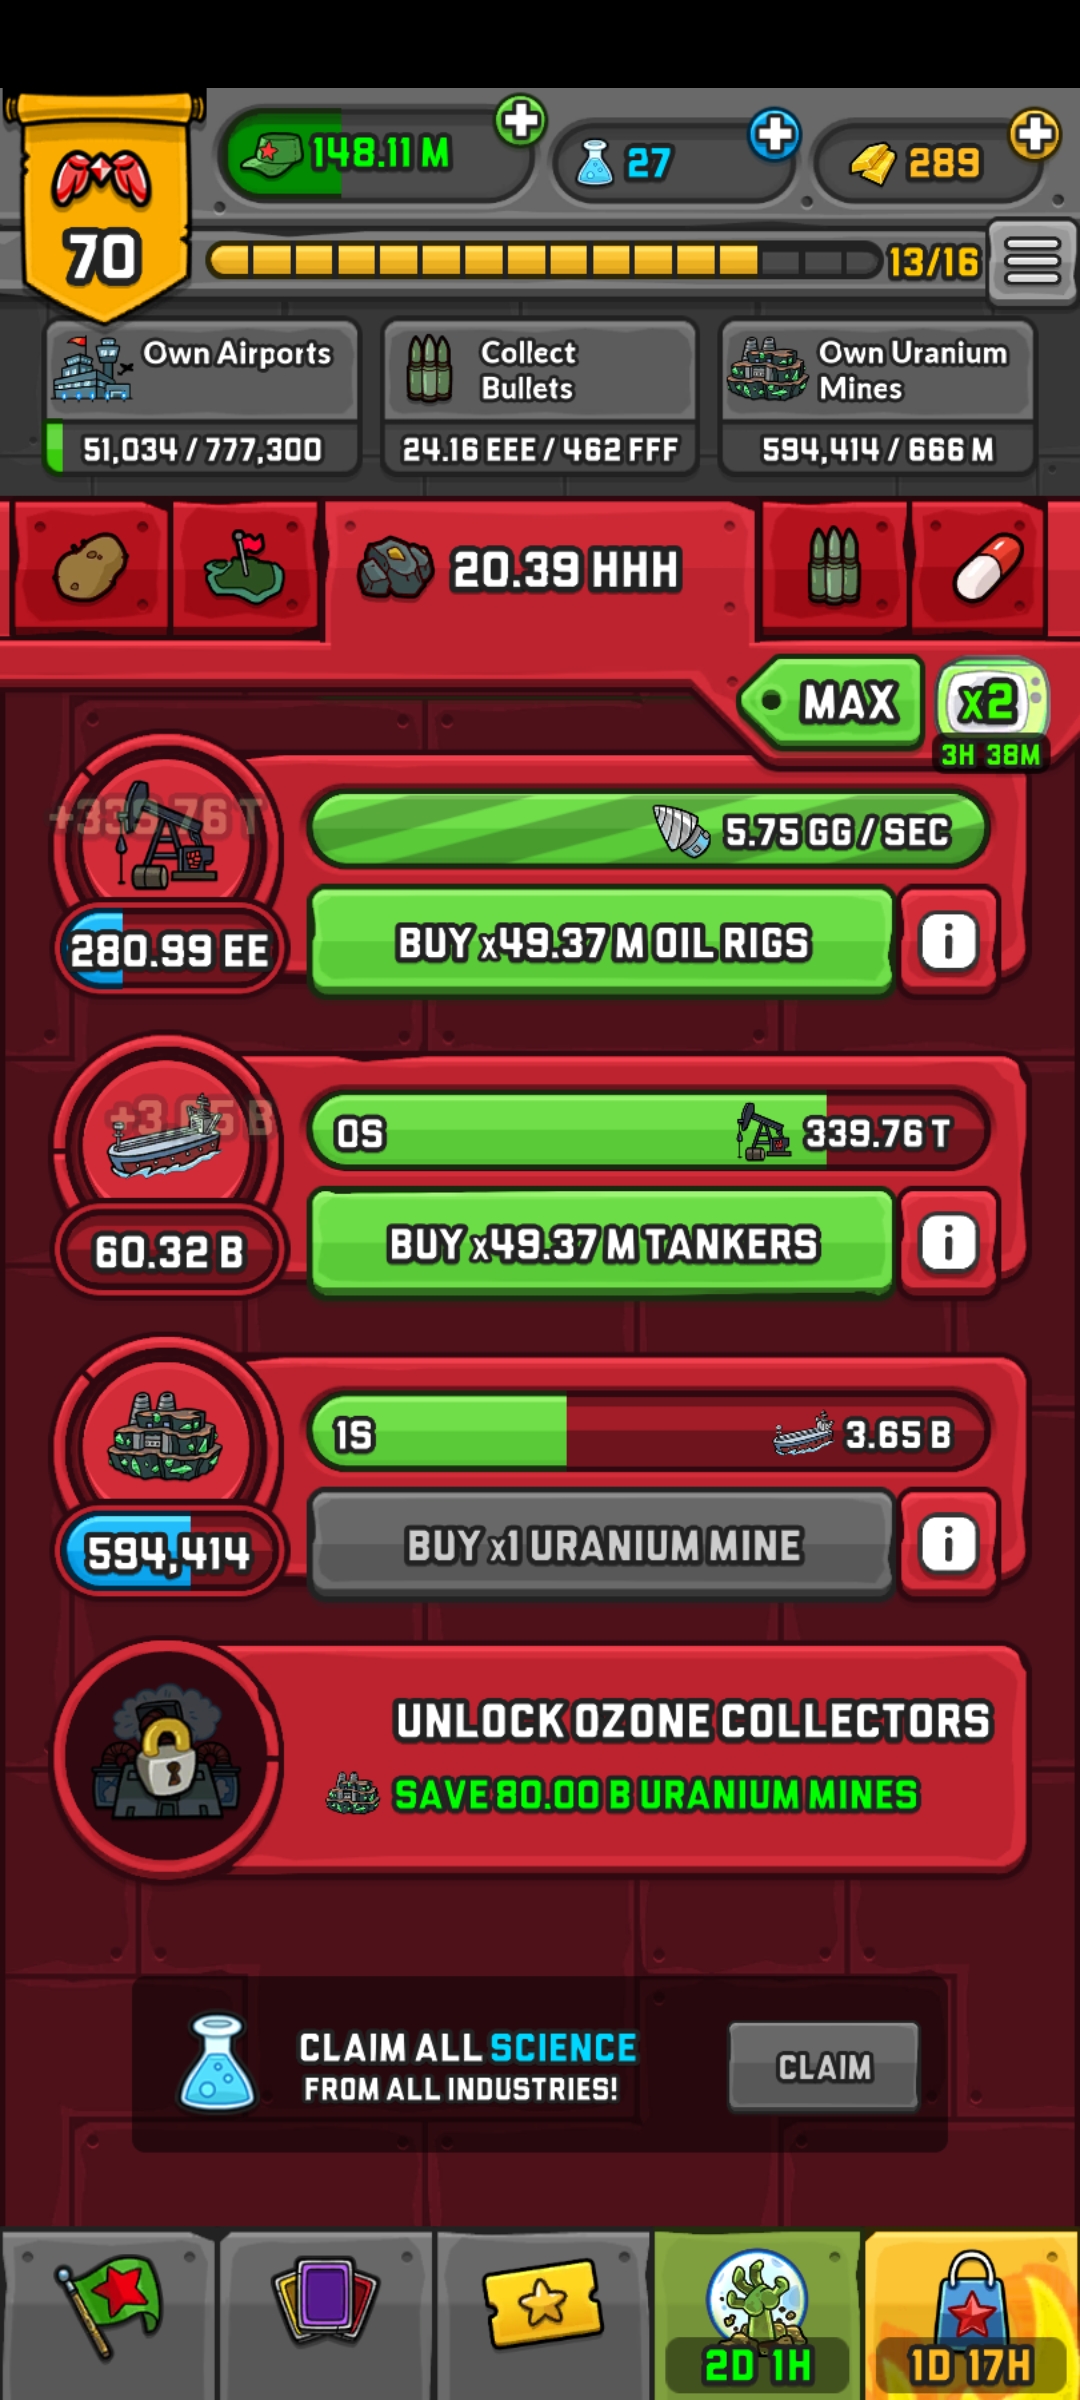 148.11 M
27
289
70
13/16
Own Airports
51,034 / 777,300
Collect
Bullets
24.16 EEE / 462 FFF
Own Uranium
Mines
594,414 / 666 M
20.39 HHH
MAX
x2
3H 38M
+339.76 T
5.75 GG / SEC
280.99 EE
BUY x49.37 M OIL RIGS
i
+3.65 B
0S
339.76 T
60.32 B
BUY x49.37 M TANKERS
i
1S
3.65 B
594,414
BUY x1 URANIUM MINE
i
UNLOCK OZONE COLLECTORS
SAVE 80.00 B URANIUM MINES
CLAIM ALL SCIENCE
FROM ALL INDUSTRIES!
CLAIM
2D 1H
1D 17H